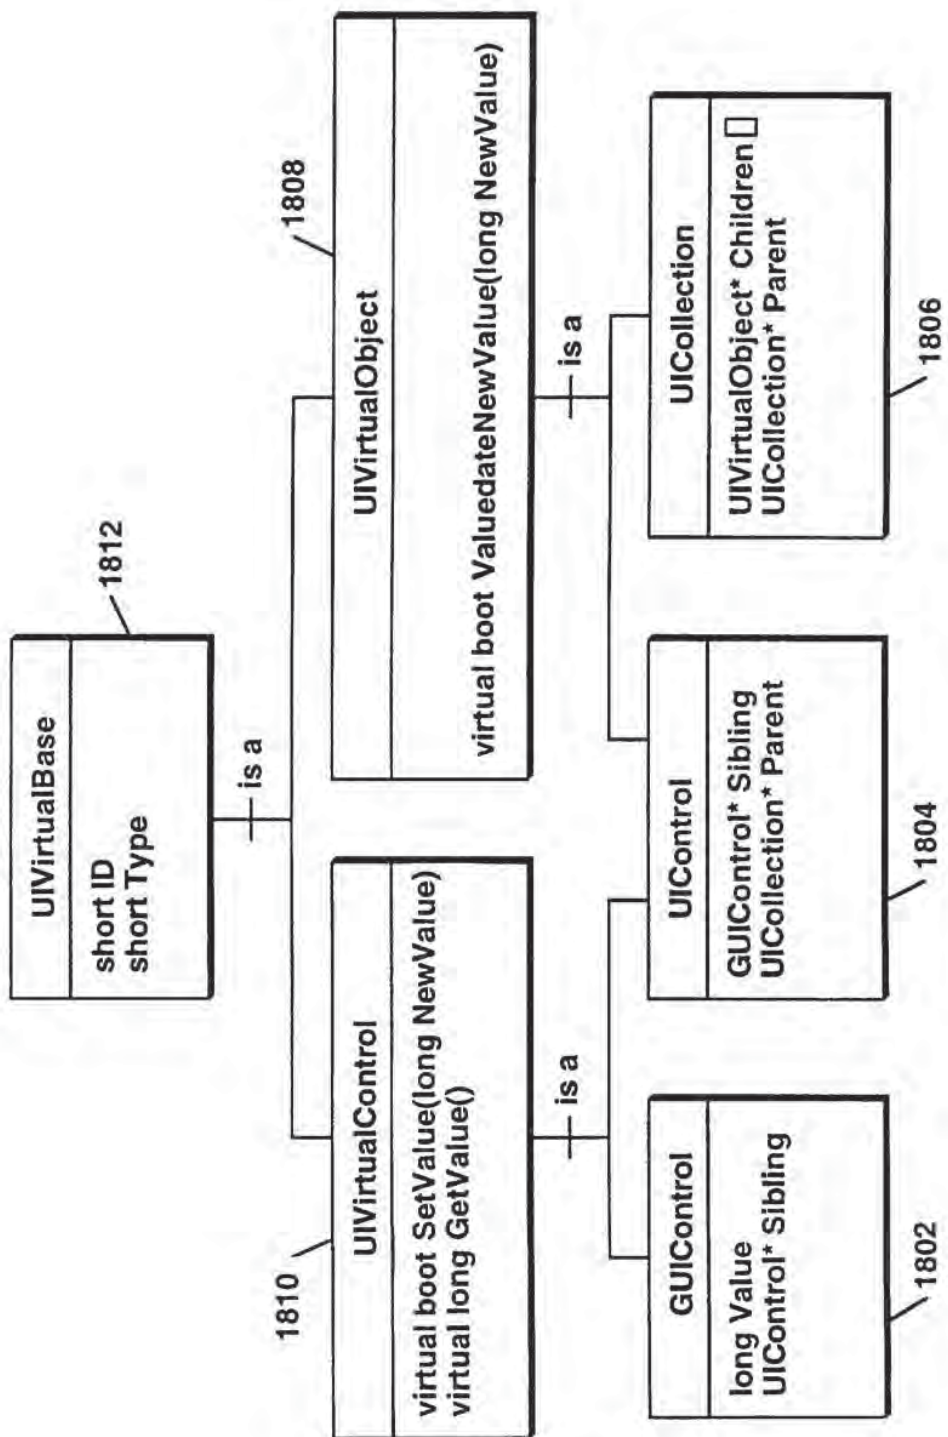 UIVirtualBase
short ID
short Type
1812
is a
UIVirtualControl
virtual boot SetValue(long NewValue)
virtual long GetValue()
1810
UIVirtualObject
virtual boot ValuedateNewValue(long NewValue)
1808
is a
is a
GUIControl
long Value
UIControl* Sibling
1802
UIControl
GUIControl* Sibling
UICollection* Parent
1804
UICollection
UIVirtualObject* Children[]
UICollection* Parent
1806